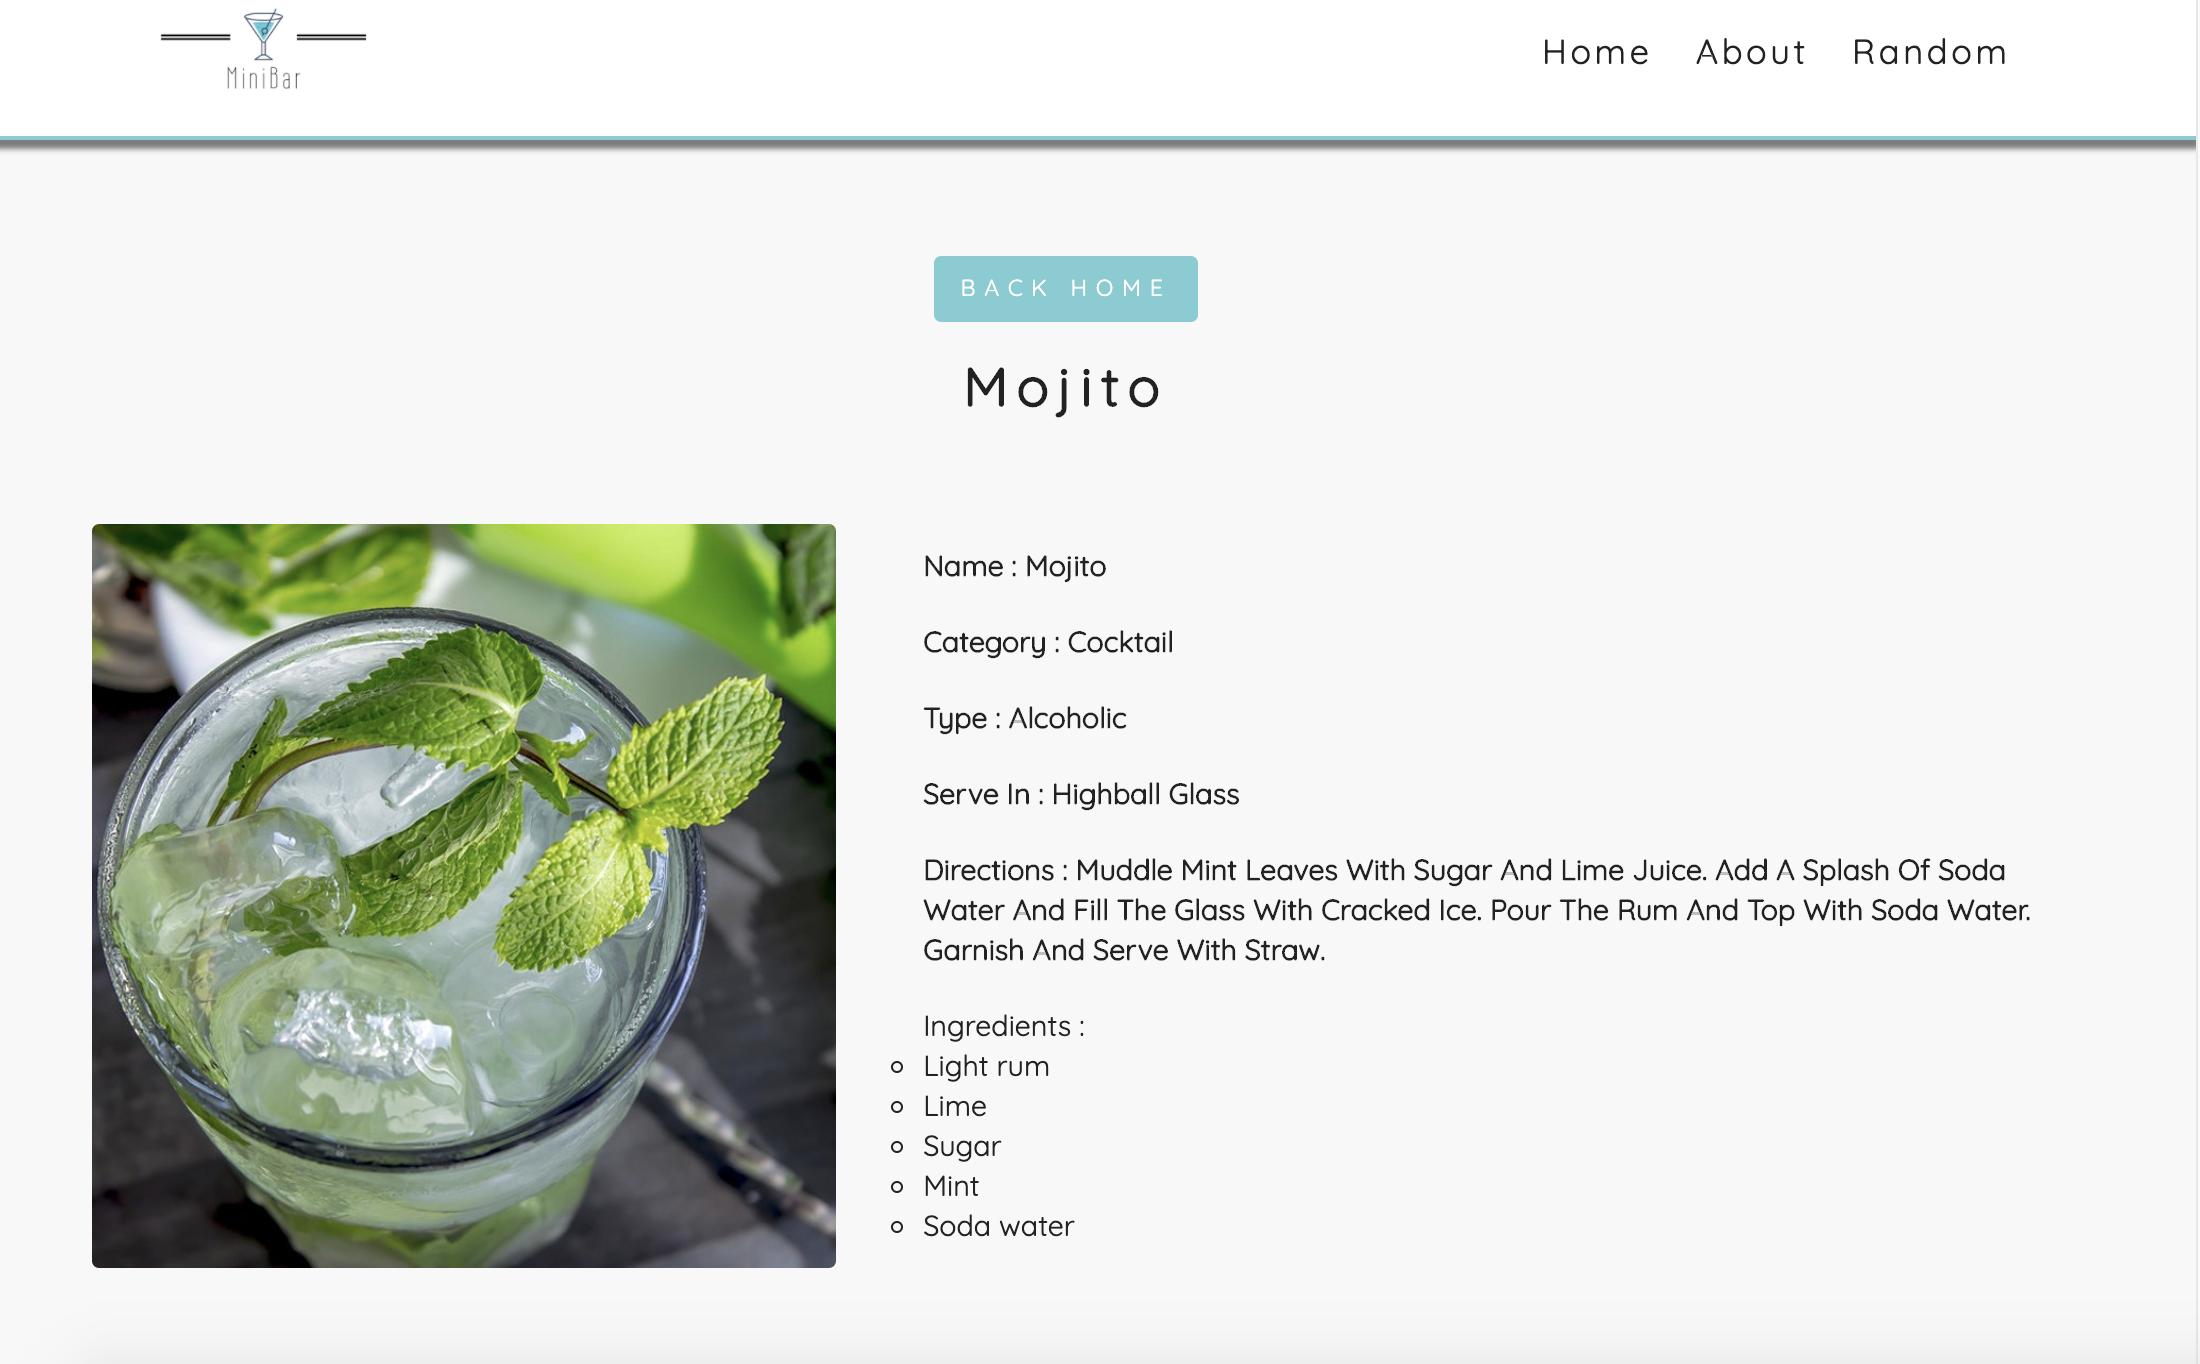 MiniBar
Home About Random
BACK HOME
Mojito
Name : Mojito
Category : Cocktail
Type : Alcoholic
Serve In : Highball Glass
Directions : Muddle Mint Leaves With Sugar And Lime Juice. Add A Splash Of Soda
Water And Fill The Glass With Cracked Ice. Pour The Rum And Top With Soda Water.
Garnish And Serve With Straw.
Ingredients :
Light rum
Lime
Sugar
Mint
Soda water